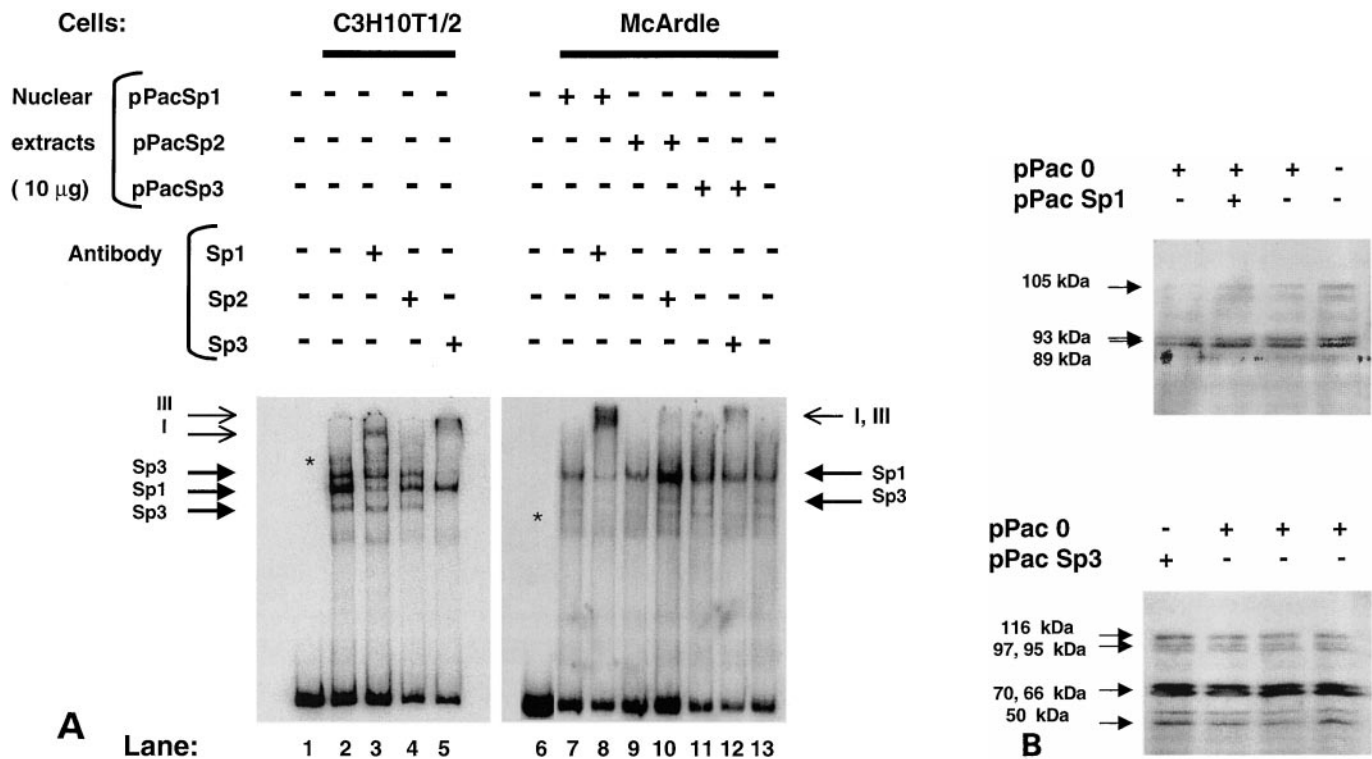 Cells: C3H10T1/2 McArdle
Nuclear pPacSp1 - - - - - - + + - - - - -
extracts pPacSp2 - - - - - - - - + + - - -
( 10 μg) pPacSp3 - - - - - - - - - - + + -
Antibody Sp1 - - + - - - - + - - - - -
Sp2 - - - + - - - - - + - - -
Sp3 - - - - + - - - - - - + -
III
I
Sp3
Sp1
Sp3
*
*
I, III
Sp1
Sp3
A Lane: 1 2 3 4 5 6 7 8 9 10 11 12 13
pPac 0 + + + -
pPac Sp1 - + - -
105 kDa
93 kDa
89 kDa
pPac 0 - + + +
pPac Sp3 + - - -
116 kDa
97, 95 kDa
70, 66 kDa
50 kDa
B